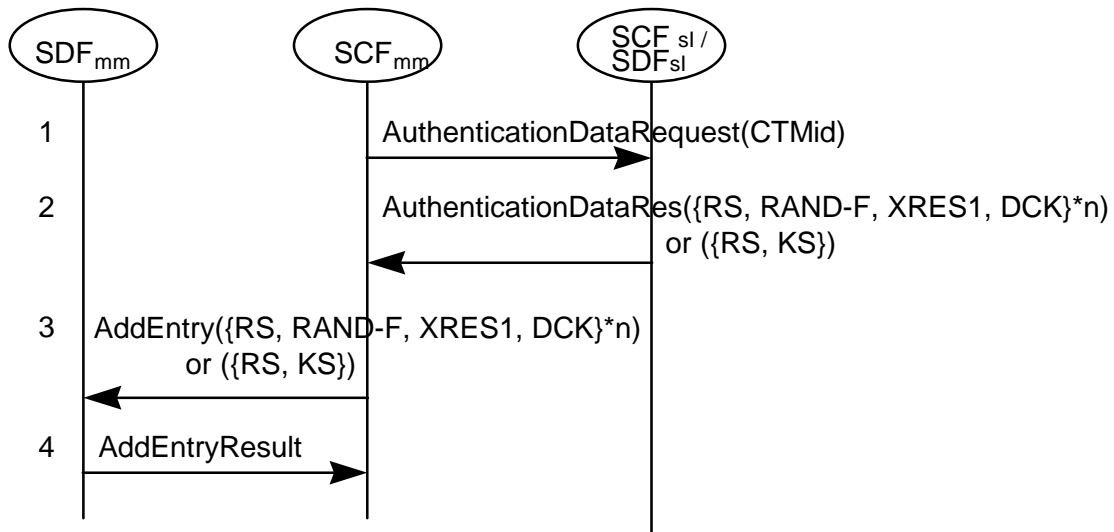 SDFmm
SCFmm
SCF sl /
SDFsl
1
AuthenticationDataRequest(CTMid)
2
AuthenticationDataRes({RS, RAND-F, XRES1, DCK}*n)
or ({RS, KS})
3
AddEntry({RS, RAND-F, XRES1, DCK}*n)
or ({RS, KS})
4
AddEntryResult